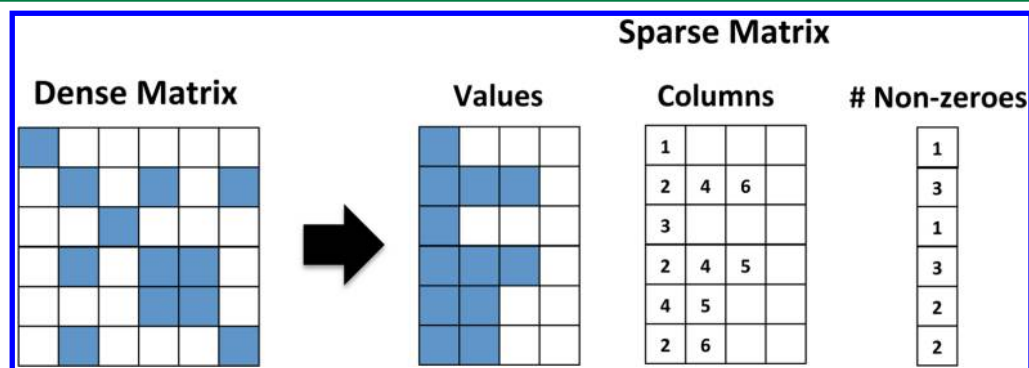 Sparse Matrix
Dense Matrix
Values
Columns
# Non-zeroes
1
2 4 6
3
2 4 5
4 5
2 6
1
3
1
3
2
2